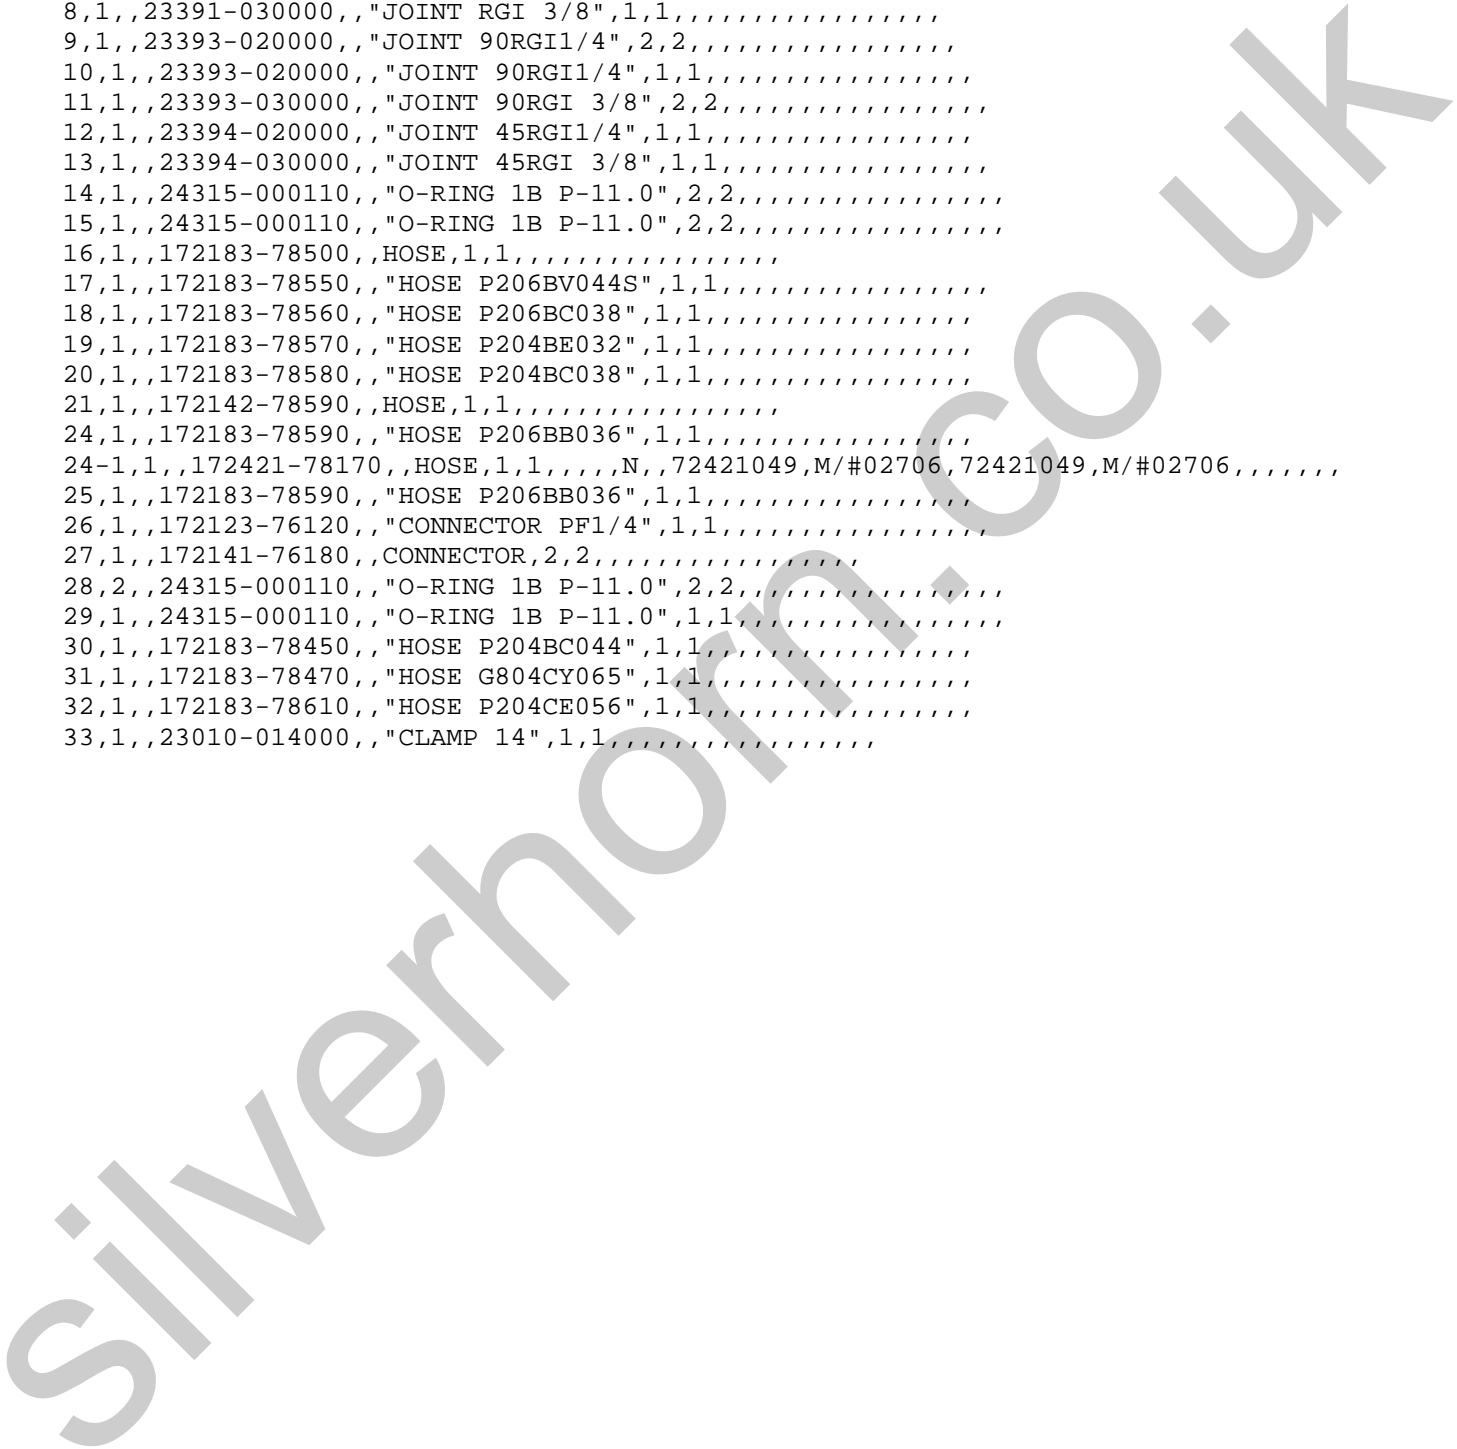 8,1,,23391-030000,,"JOINT RGI 3/8",1,1,,,,,,,,,,,,,,,,,
9,1,,23393-020000,,"JOINT 90RGI1/4",2,2,,,,,,,,,,,,,,,,,
10,1,,23393-020000,,"JOINT 90RGI1/4",1,1,,,,,,,,,,,,,,,,,
11,1,,23393-030000,,"JOINT 90RGI 3/8",2,2,,,,,,,,,,,,,,,,,
12,1,,23394-020000,,"JOINT 45RGI1/4",1,1,,,,,,,,,,,,,,,,,
13,1,,23394-030000,,"JOINT 45RGI 3/8",1,1,,,,,,,,,,,,,,,,,
14,1,,24315-000110,,"O-RING 1B P-11.0",2,2,,,,,,,,,,,,,,,,,
15,1,,24315-000110,,"O-RING 1B P-11.0",2,2,,,,,,,,,,,,,,,,,
16,1,,172183-78500,,HOSE,1,1,,,,,,,,,,,,,,,,,
17,1,,172183-78550,,"HOSE P206BV044S",1,1,,,,,,,,,,,,,,,,,
18,1,,172183-78560,,"HOSE P206BC038",1,1,,,,,,,,,,,,,,,,,
19,1,,172183-78570,,"HOSE P204BE032",1,1,,,,,,,,,,,,,,,,,
20,1,,172183-78580,,"HOSE P204BC038",1,1,,,,,,,,,,,,,,,,,
21,1,,172142-78590,,HOSE,1,1,,,,,,,,,,,,,,,,,
24,1,,172183-78590,,"HOSE P206BB036",1,1,,,,,,,,,,,,,,,,,
24-1,1,,172421-78170,,HOSE,1,1,,,,,N,,72421049,M/#02706,72421049,M/#02706,,,,,,,
25,1,,172183-78590,,"HOSE P206BB036",1,1,,,,,,,,,,,,,,,,,
26,1,,172123-76120,,"CONNECTOR PF1/4",1,1,,,,,,,,,,,,,,,,,
27,1,,172141-76180,,CONNECTOR,2,2,,,,,,,,,,,,,,,,,
28,2,,24315-000110,,"O-RING 1B P-11.0",2,2,,,,,,,,,,,,,,,,,
29,1,,24315-000110,,"O-RING 1B P-11.0",1,1,,,,,,,,,,,,,,,,,
30,1,,172183-78450,,"HOSE P204BC044",1,1,,,,,,,,,,,,,,,,,
31,1,,172183-78470,,"HOSE G804CY065",1,1,,,,,,,,,,,,,,,,,
32,1,,172183-78610,,"HOSE P204CE056",1,1,,,,,,,,,,,,,,,,,
33,1,,23010-014000,,"CLAMP 14",1,1,,,,,,,,,,,,,,,,,
silverhorn.co.uk